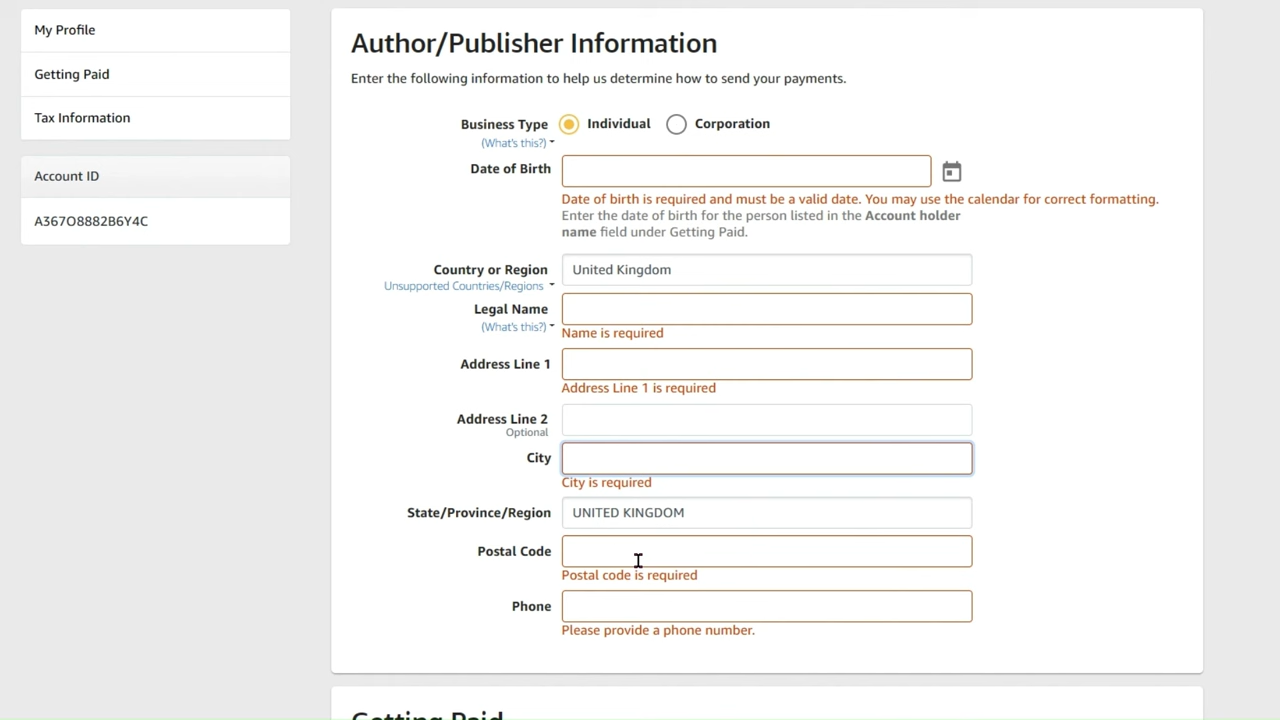 My Profile
Getting Paid
Tax Information
Account ID
A367O8882B6Y4C
Author/Publisher Information
Enter the following information to help us determine how to send your payments.
Business Type Individual Corporation
(What's this?)
Date of Birth
Date of birth is required and must be a valid date. You may use the calendar for correct formatting.
Enter the date of birth for the person listed in the Account holder
name field under Getting Paid.
Country or Region United Kingdom
Unsupported Countries/Regions
Legal Name
(What's this?)
Name is required
Address Line 1
Address Line 1 is required
Address Line 2
Optional
City
City is required
State/Province/Region UNITED KINGDOM
Postal Code
Postal code is required
Phone
Please provide a phone number.
Getting Paid